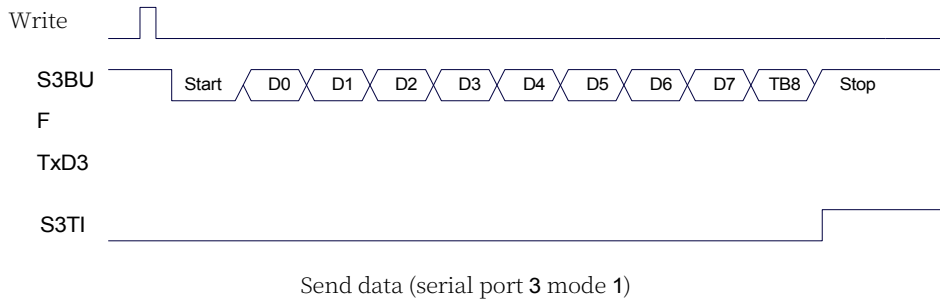 Write
S3BU
Start D0 D1 D2 D3 D4 D5 D6 D7 TB8 Stop
F
TxD3
S3TI
Send data (serial port 3 mode 1)